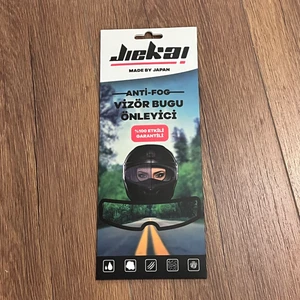 Jiekai
MADE BY JAPAN
ANTİ-FOG
VİZÖR BUGU
ÖNLEYİCİ
%100 ETKİLİ
GARANTİLİ